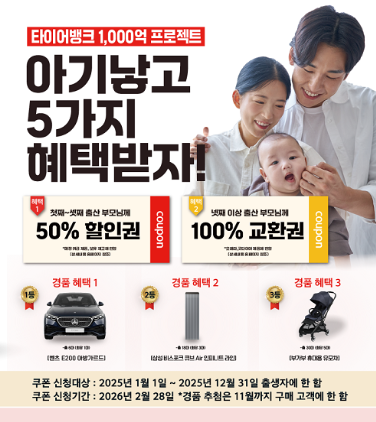 타이어뱅크 1,000억 프로젝트
아기낳고
5가지
혜택받자!
혜택 1
첫째~셋째 출산 부모님께
50% 할인권
coupon
혜택 2
넷째 이상 출산 부모님께
100% 교환권
coupon
경품 혜택 1
경품 혜택 2
경품 혜택 3
1등
2등
3등
(벤츠 E200 아방가르드)
(삼성 비스포크 큐브 Air 인피니트 라인)
(부가부 휴대용 유모차)
쿠폰 신청대상 : 2025년 1월 1일 ~ 2025년 12월 31일 출생자에 한 함
쿠폰 신청기간 : 2026년 2월 28일 *경품 추첨은 11월까지 구매 고객에 한 함